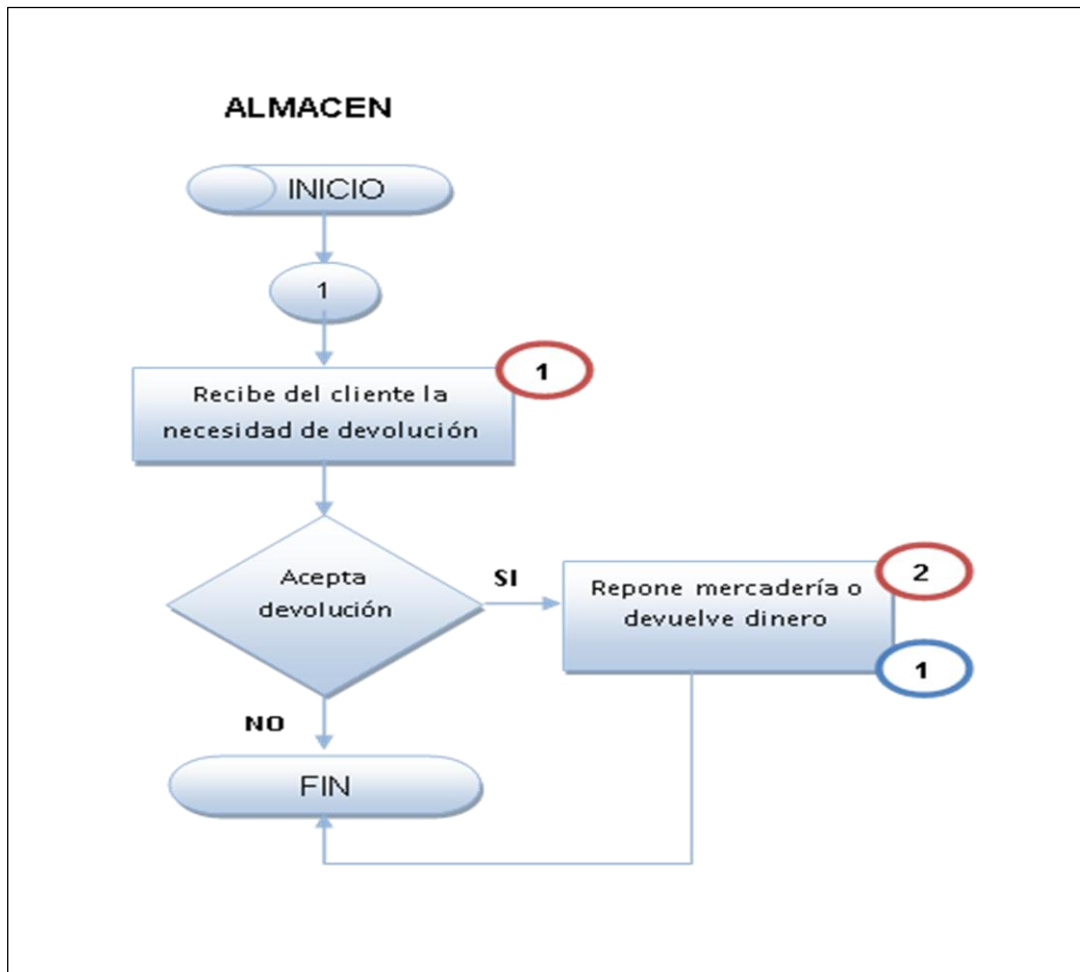 ALMACEN
INICIO
1
1
Recibe del cliente la
necesidad de devolución
Acepta
devolución
SI
2
Repone mercadería o
devuelve dinero
1
NO
FIN